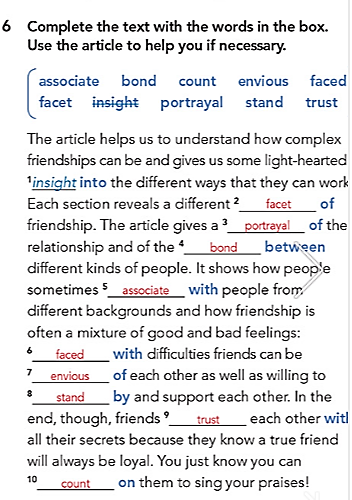 6 Complete the text with the words in the box.
Use the article to help you if necessary.
associate bond count envious faced
facet insight portrayal stand trust
The article helps us to understand how complex
friendships can be and gives us some light-hearted
¹insight into the different ways that they can work
Each section reveals a different ² facet of
friendship. The article gives a ³ portrayal of the
relationship and of the ⁴ bond between
different kinds of people. It shows how people
sometimes ⁵ associate with people from
different backgrounds and how friendship is
often a mixture of good and bad feelings:
⁶ faced with difficulties friends can be
⁷ envious of each other as well as willing to
⁸ stand by and support each other. In the
end, though, friends ⁹ trust each other with
all their secrets because they know a true friend
will always be loyal. You just know you can
¹⁰ count on them to sing your praises!